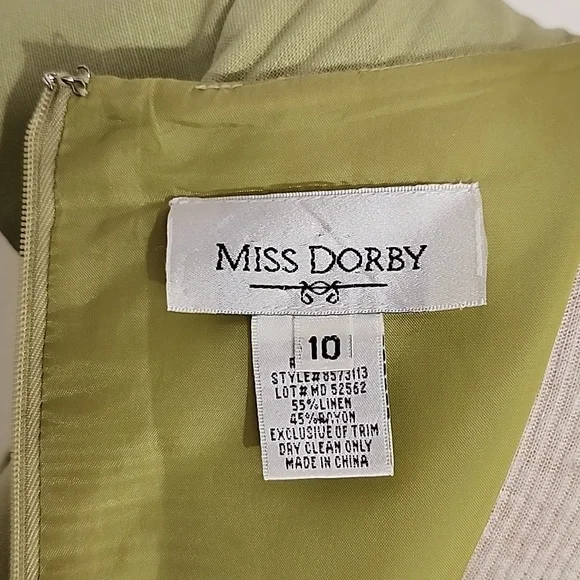 MISS DORBY
10
STYLE# 8573113
LOT# MD 52562
55%LINEN
45%RAYON
EXCLUSIVE OF TRIM
DRY CLEAN ONLY
MADE IN CHINA